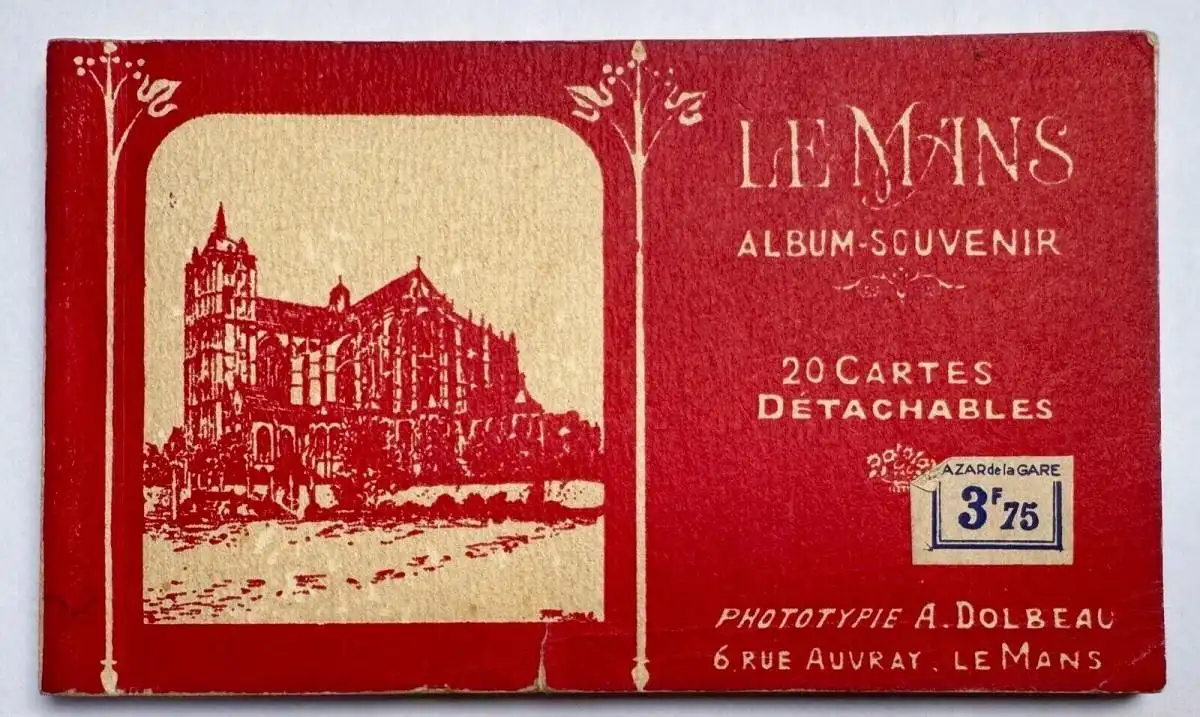 LE MANS
ALBUM-SOUVENIR
20 CARTES
DÉTACHABLES
AZAR de la GARE
3F75
PHOTOTYPIE A. DOLBEAU
6, RUE AUVRAY. LE MANS